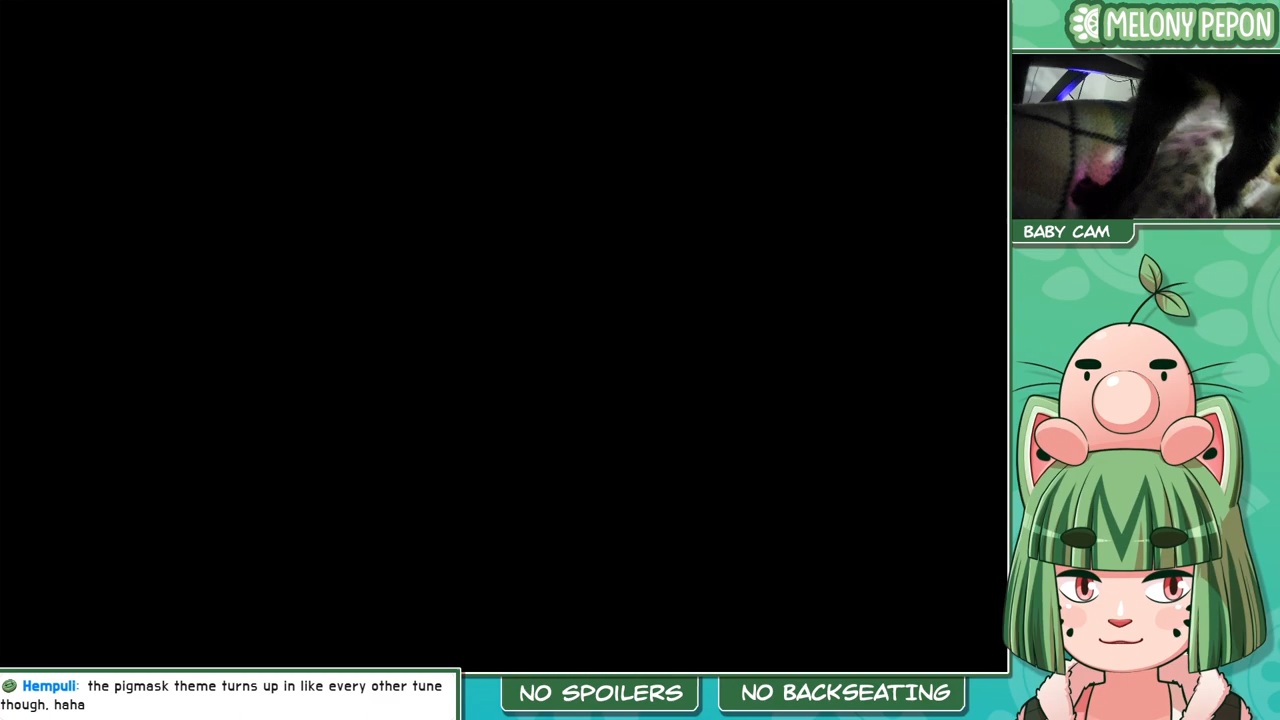 MELONY PEPON
BABY CAM
Hempuli: the pigmask theme turns up in like every other tune
though, haha
NO SPOILERS
NO BACKSEATING